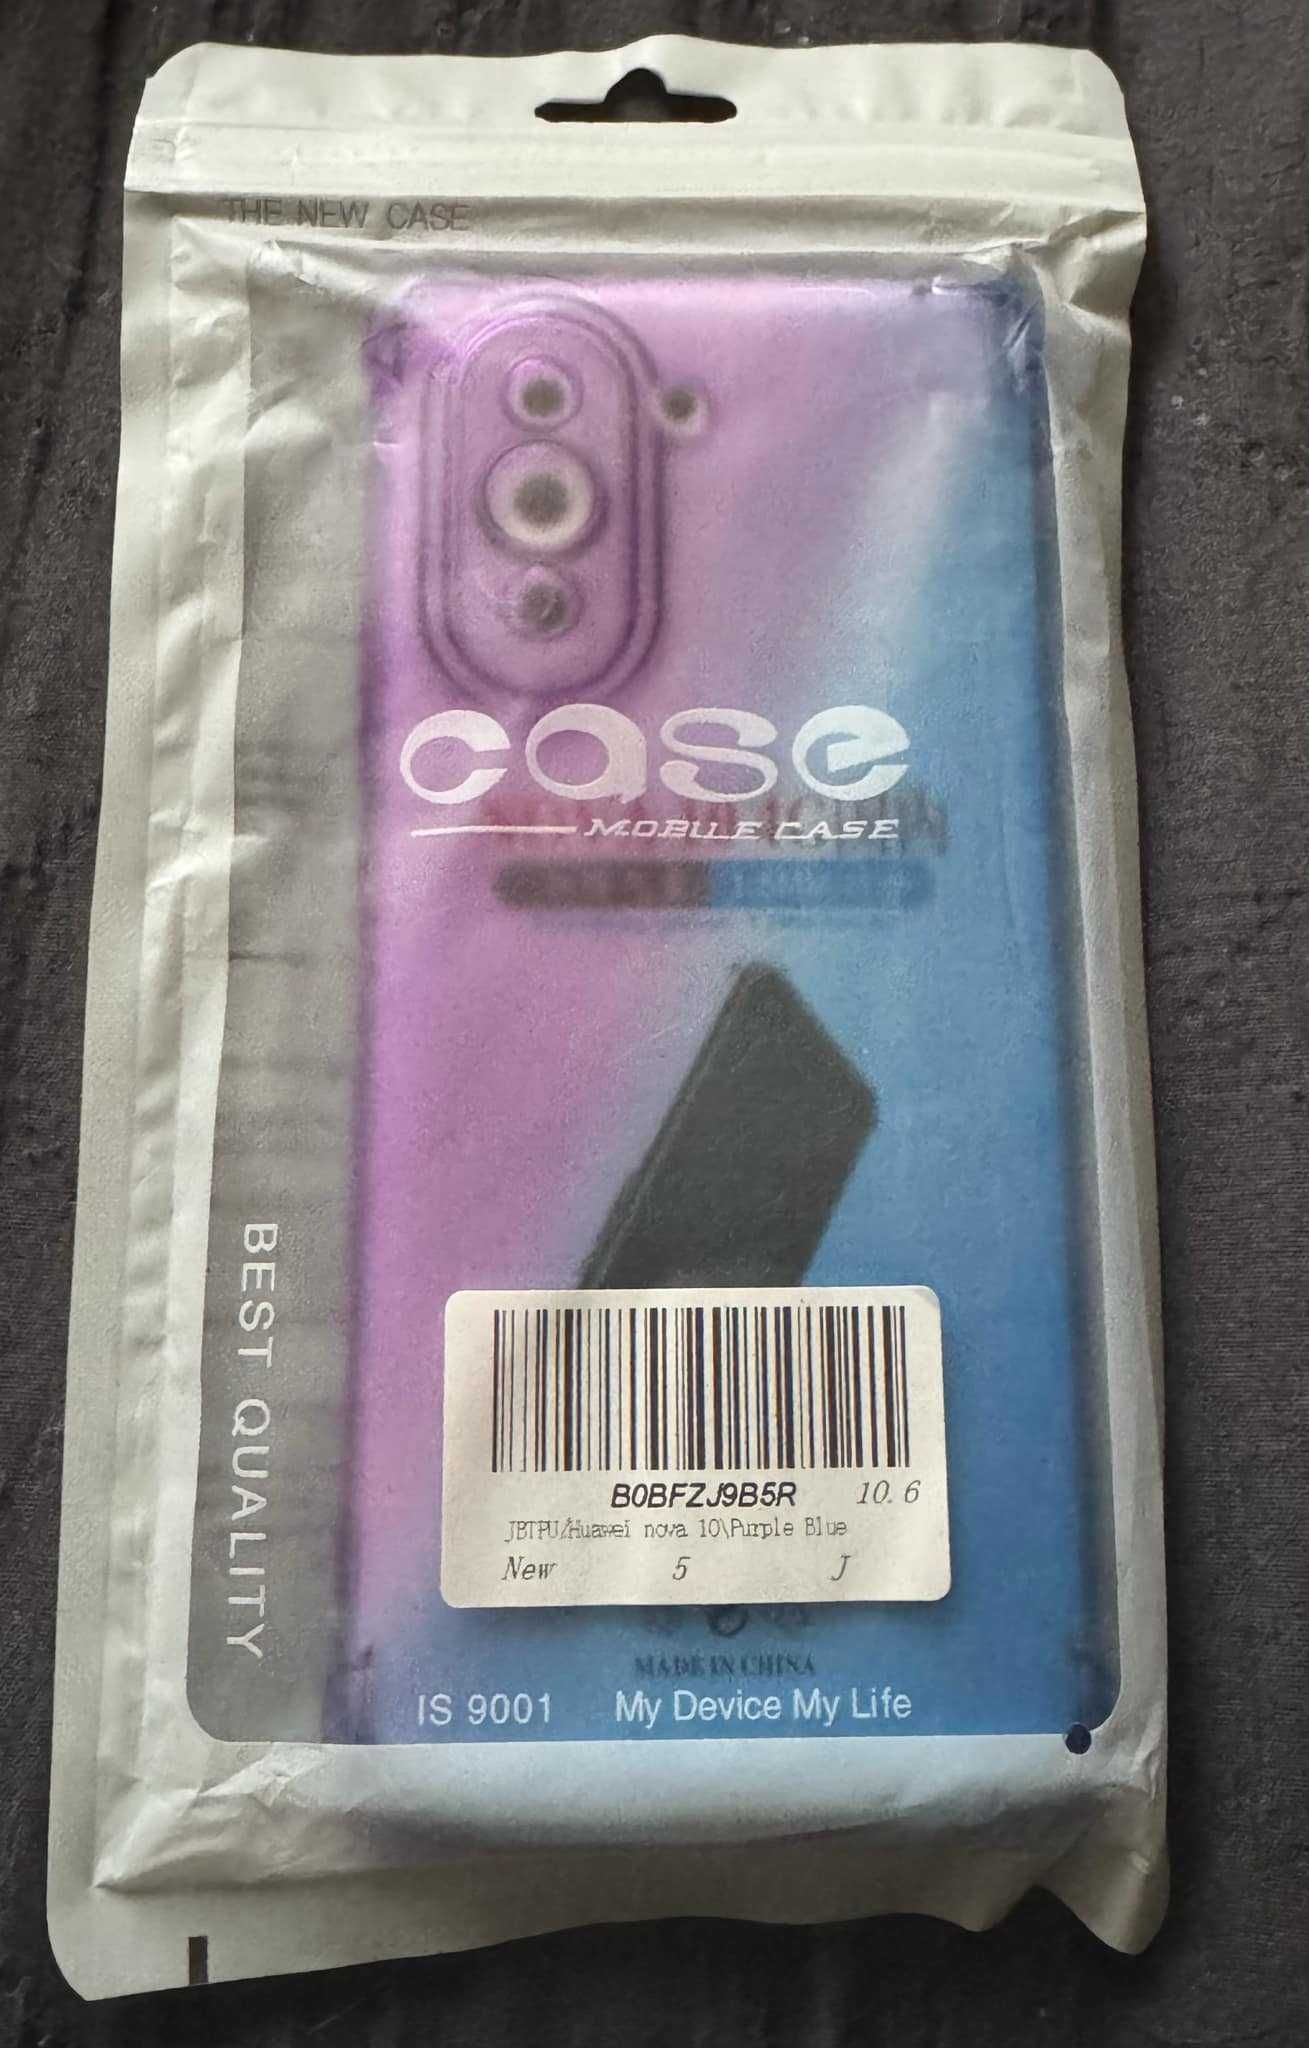 THE NEW CASE
case
MOBILE CASE
BEST QUALITY
B0BFZJ9B5R 10.6
JBTPU/Huawei nova 10\Purple Blue
New 5 J
MADE IN CHINA
IS 9001 My Device My Life